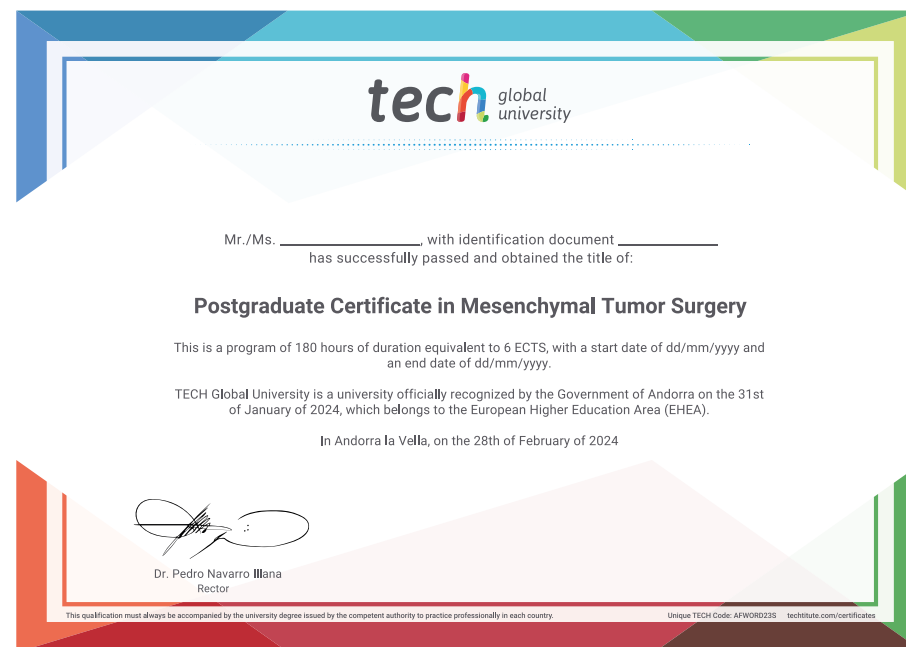 tech global
university
Mr./Ms. ____________, with identification document ____________
has successfully passed and obtained the title of:
Postgraduate Certificate in Mesenchymal Tumor Surgery
This is a program of 180 hours of duration equivalent to 6 ECTS, with a start date of dd/mm/yyyy and
an end date of dd/mm/yyyy.
TECH Global University is a university officially recognized by the Government of Andorra on the 31st
of January of 2024, which belongs to the European Higher Education Area (EHEA).
In Andorra la Vella, on the 28th of February of 2024
Dr. Pedro Navarro Illana
Rector
This qualification must always be accompanied by the university degree issued by the competent authority to practice professionally in each country.
Unique TECH Code: AFWORD23S techtitute.com/certificates